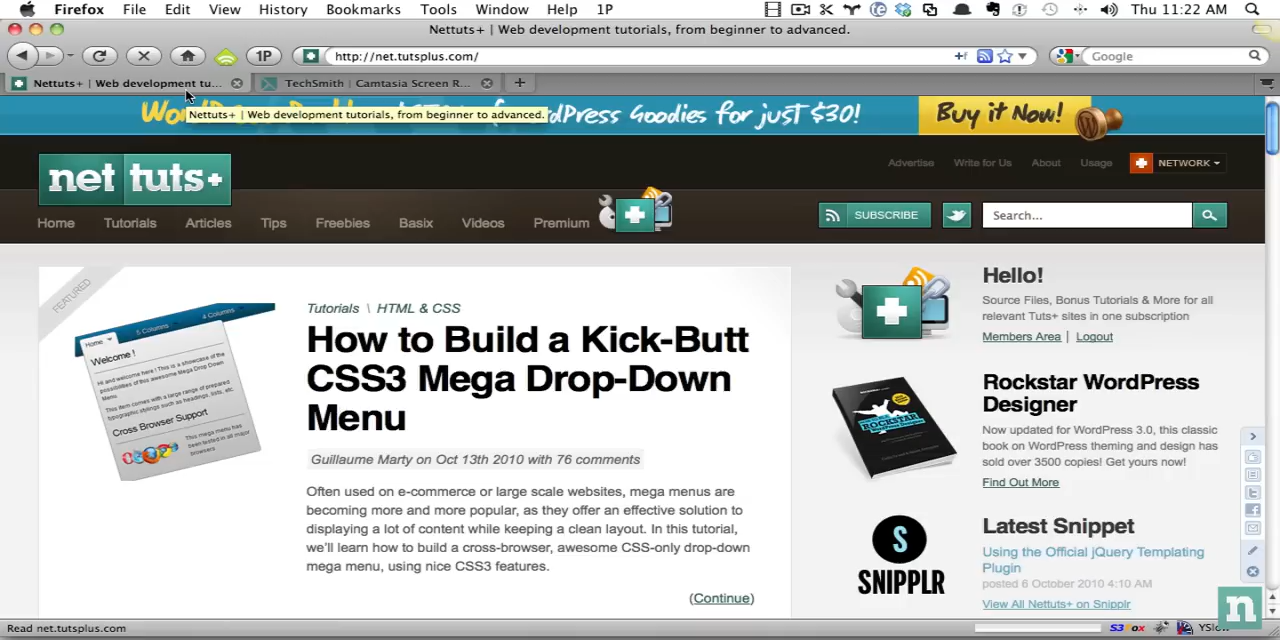 Firefox File Edit View History Bookmarks Tools Window Help 1P Thu 11:22 AM
Nettuts+ | Web development tutorials, from beginner to advanced.
1P http://net.tutsplus.com/ Google
Nettuts+ | Web development tu... TechSmith | Camtasia Screen R...
Goodies for just $30! Buy it Now!
Nettuts+ | Web development tutorials, from beginner to advanced.
net tuts+
Advertise Write for Us About Usage NETWORK
Home Tutorials Articles Tips Freebies Basix Videos Premium
SUBSCRIBE Search...
FEATURED
5 Columns 4 Columns
Home
Welcome !
Cross Browser Support
Tutorials \ HTML & CSS
How to Build a Kick-Butt
CSS3 Mega Drop-Down
Menu
Guillaume Marty on Oct 13th 2010 with 76 comments
Often used on e-commerce or large scale websites, mega menus are
becoming more and more popular, as they offer an effective solution to
displaying a lot of content while keeping a clean layout. In this tutorial,
we'll learn how to build a cross-browser, awesome CSS-only drop-down
mega menu, using nice CSS3 features.
(Continue)
Hello!
Source Files, Bonus Tutorials & More for all
relevant Tuts+ sites in one subscription
Members Area | Logout
ROCKSTAR
Rockstar WordPress
Designer
Now updated for WordPress 3.0, this classic
book on WordPress theming and design has
sold over 3500 copies! Get yours now!
Find Out More
S
SNIPPLR
Latest Snippet
Using the Official jQuery Templating
Plugin
posted 6 October 2010 4:10 AM
View All Nettuts+ on Snipplr
n
Read net.tutsplus.com S3Fox YSlow